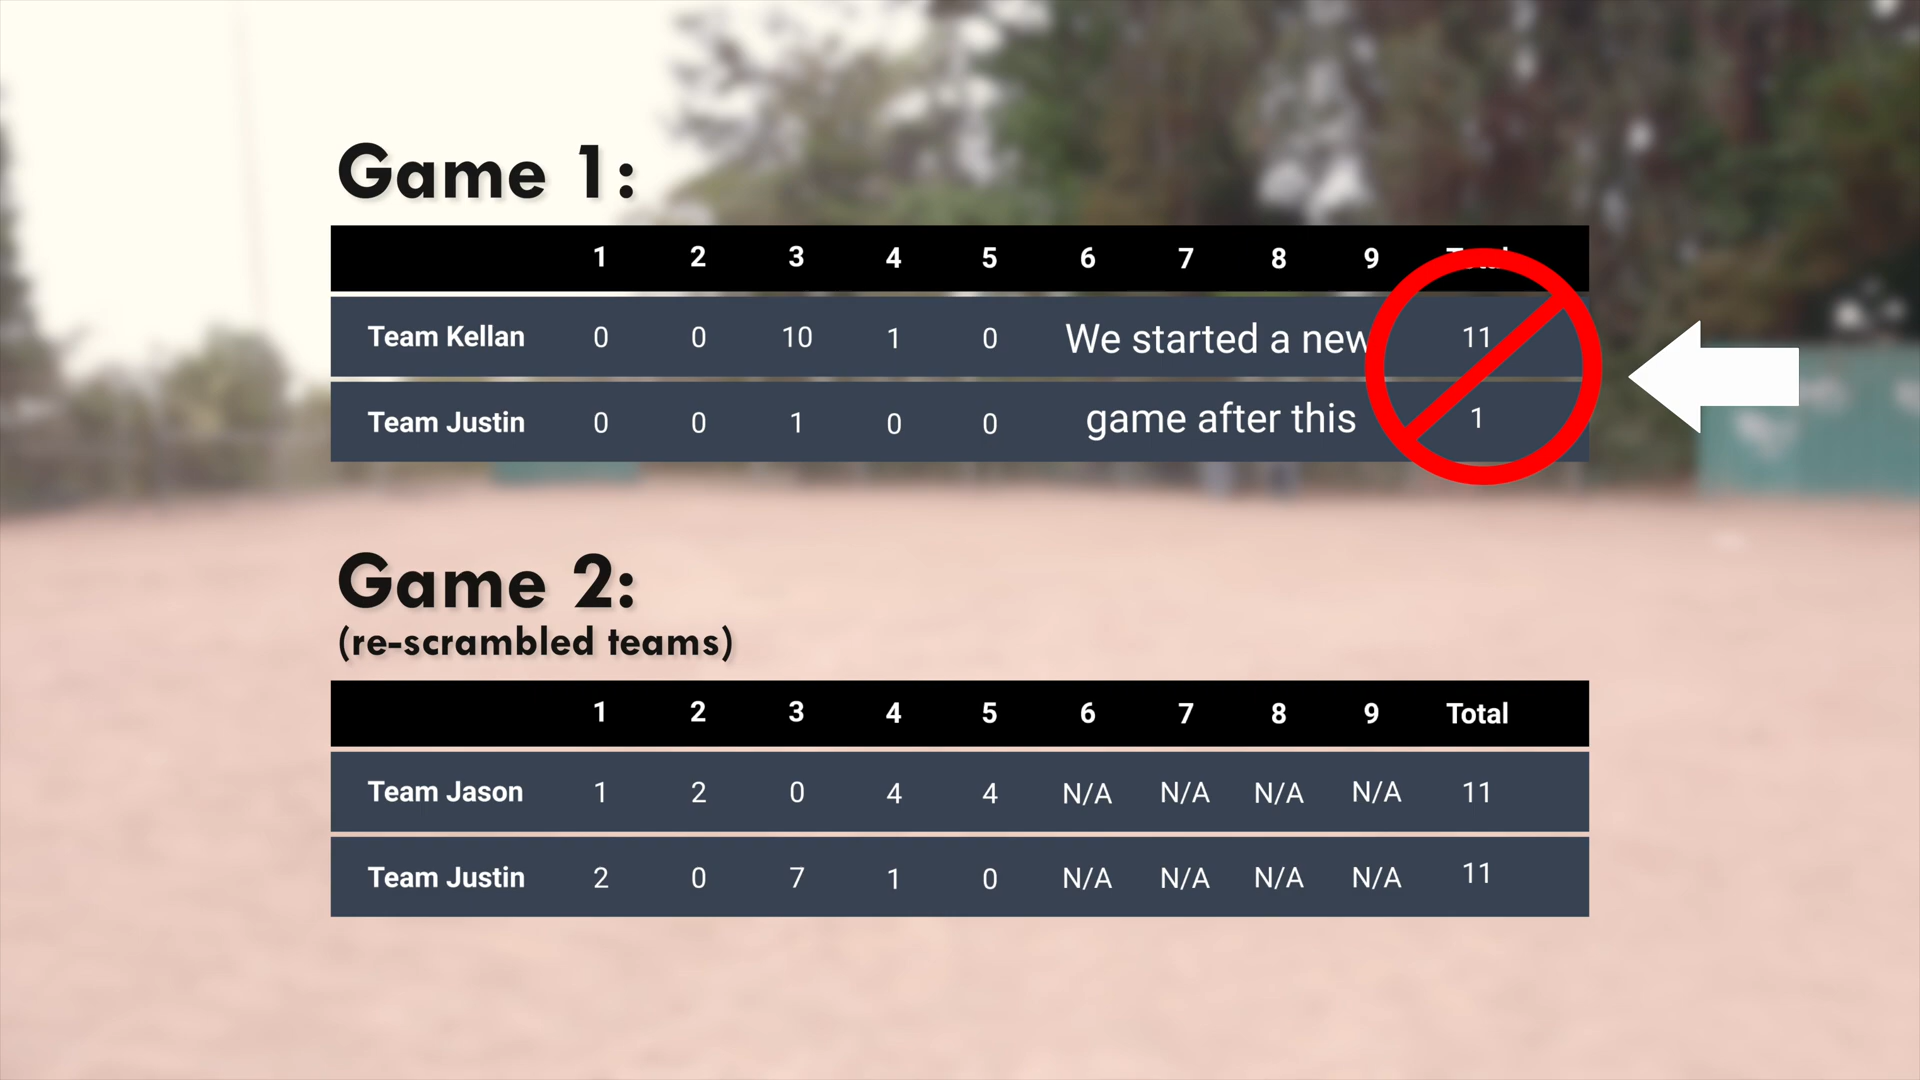 Game 1:
1 2 3 4 5 6 7 8 9 Total
Team Kellan 0 0 10 1 0 We started a new 11
Team Justin 0 0 1 0 0 game after this 1
Game 2:
(re-scrambled teams)
1 2 3 4 5 6 7 8 9 Total
Team Jason 1 2 0 4 4 N/A N/A N/A N/A 11
Team Justin 2 0 7 1 0 N/A N/A N/A N/A 11